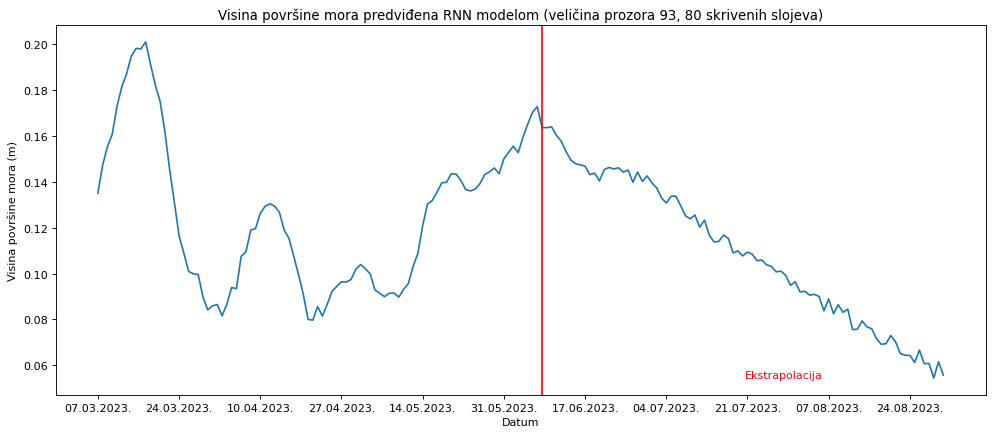 Visina površine mora predviđena RNN modelom (veličina prozora 93, 80 skrivenih slojeva)
Visina površine mora (m)
0.20
0.18
0.16
0.14
0.12
0.10
0.08
0.06
Ekstrapolacija
07.03.2023. 24.03.2023. 10.04.2023. 27.04.2023. 14.05.2023. 31.05.2023. 17.06.2023. 04.07.2023. 21.07.2023. 07.08.2023. 24.08.2023.
Datum